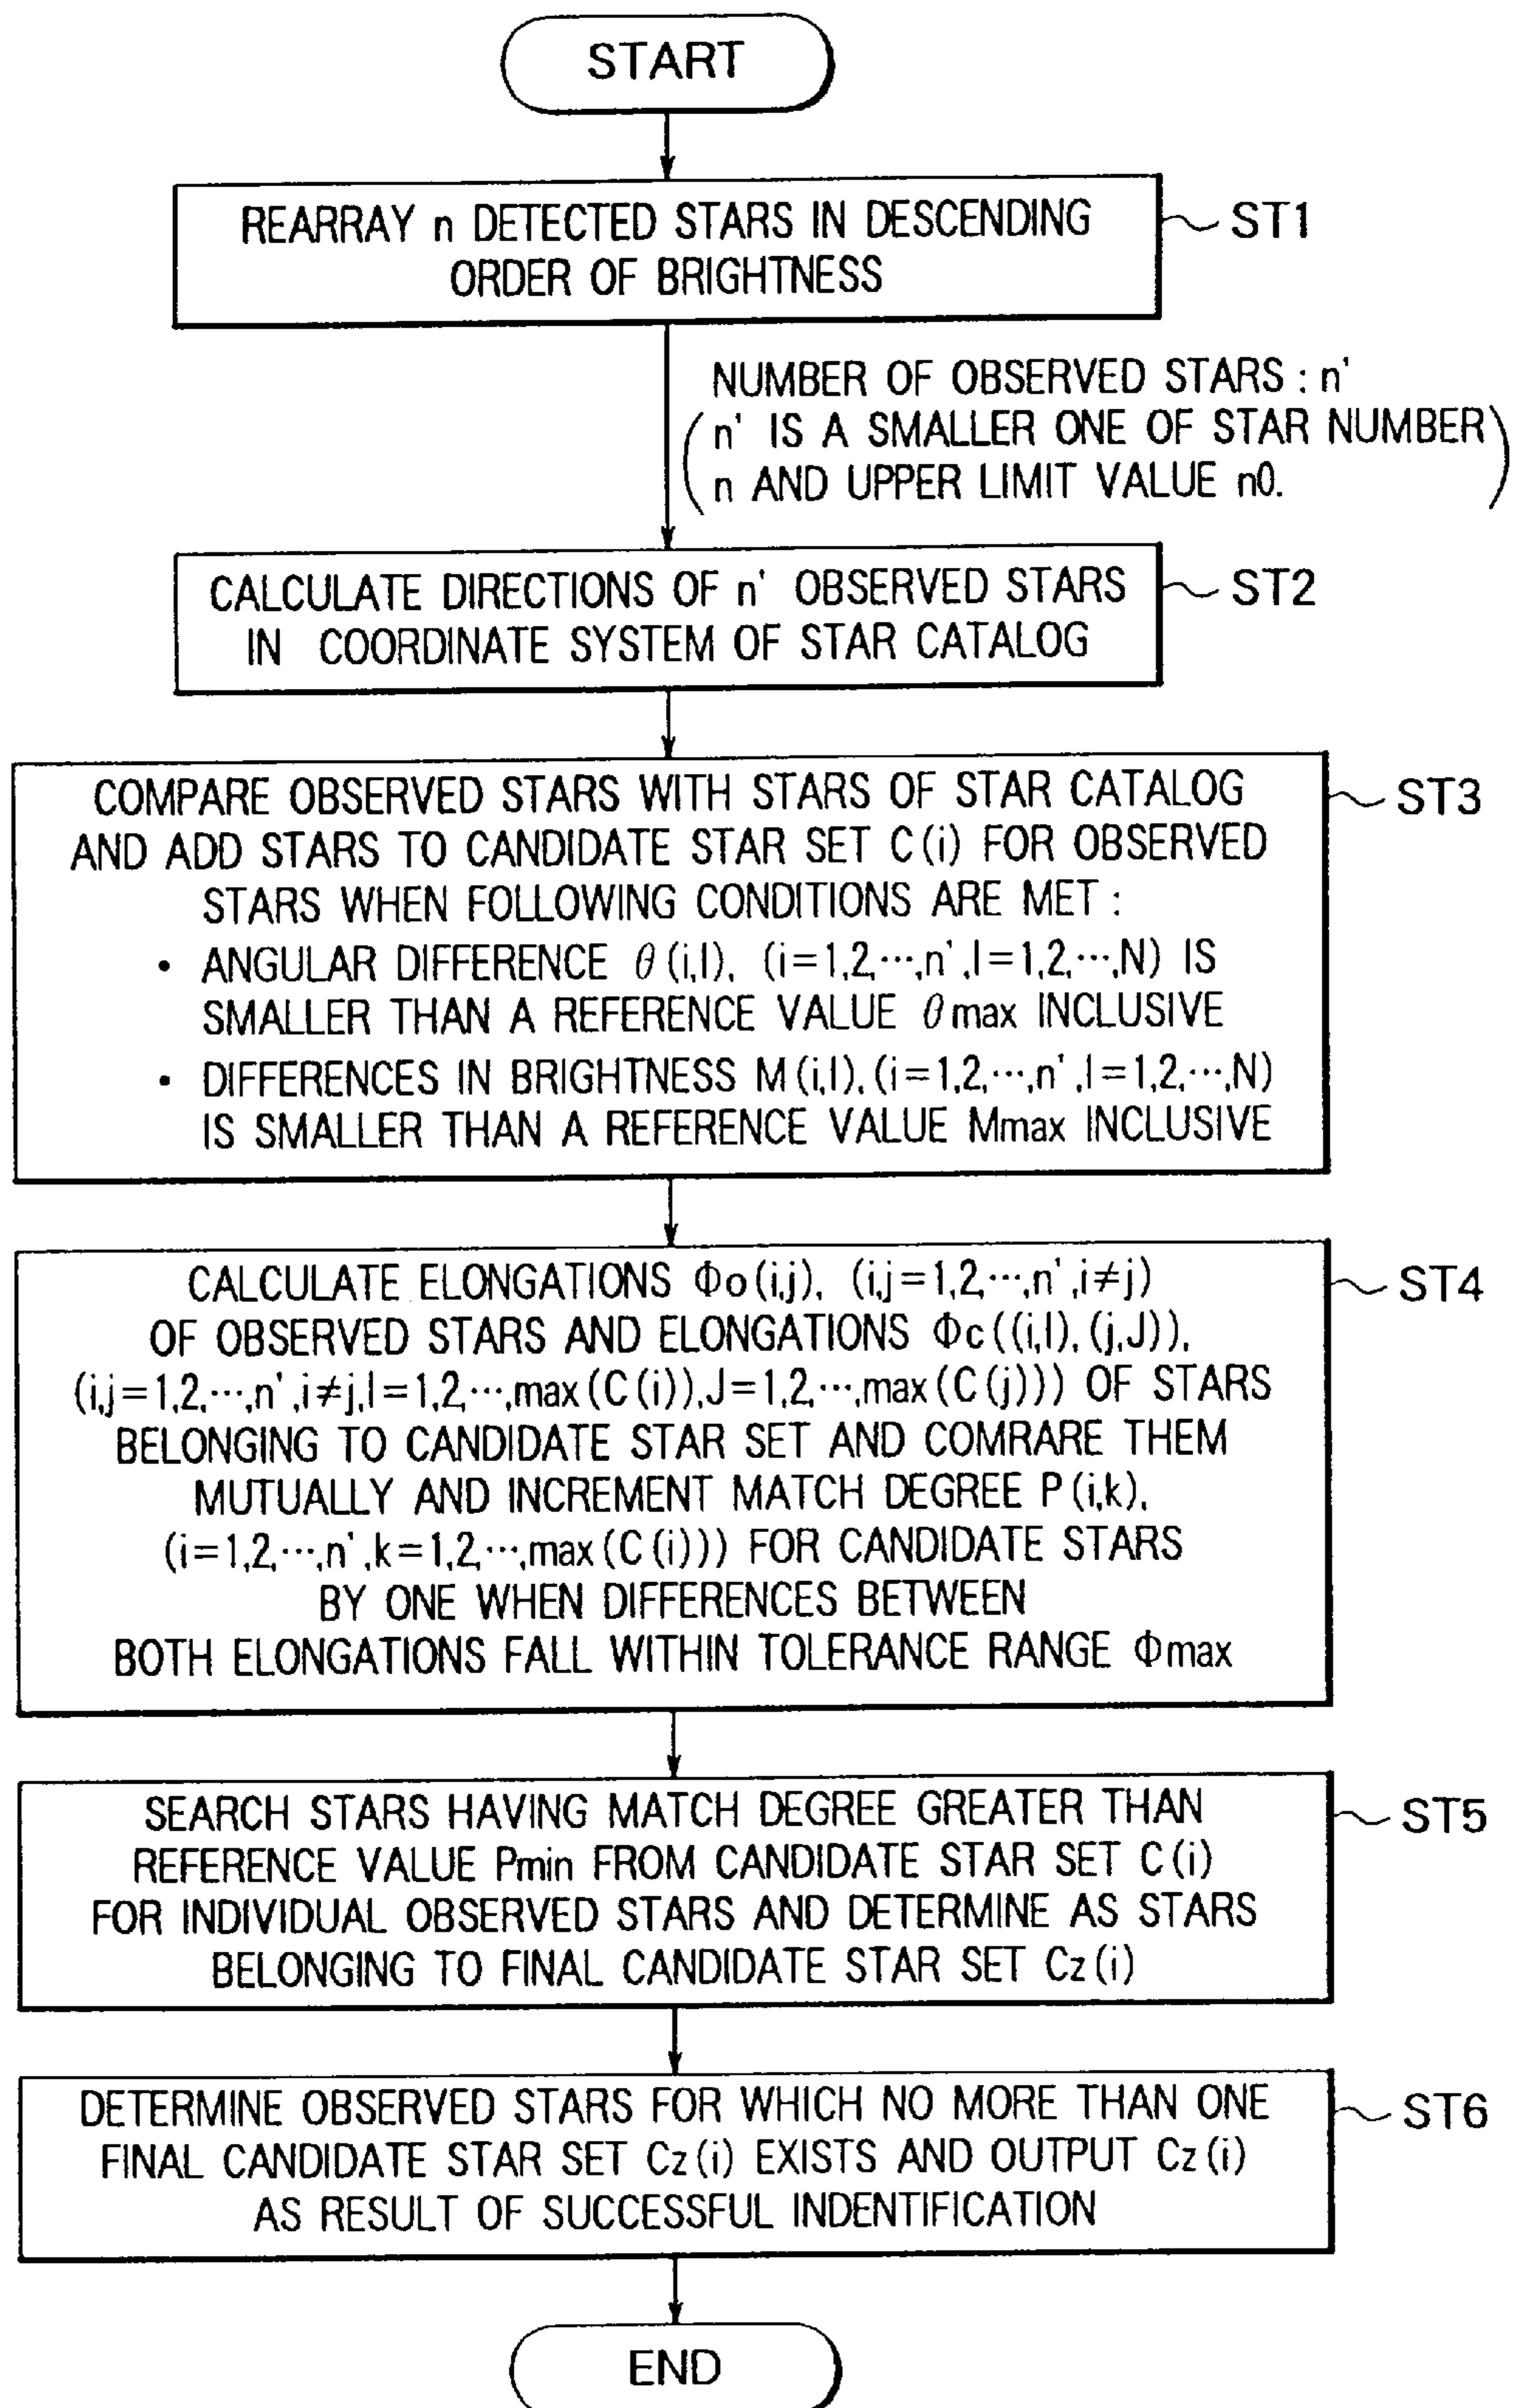 START
REARRAY n DETECTED STARS IN DESCENDING
ORDER OF BRIGHTNESS
ST1
NUMBER OF OBSERVED STARS : n'
(n' IS A SMALLER ONE OF STAR NUMBER
n AND UPPER LIMIT VALUE n0.)
CALCULATE DIRECTIONS OF n' OBSERVED STARS
IN COORDINATE SYSTEM OF STAR CATALOG
ST2
COMPARE OBSERVED STARS WITH STARS OF STAR CATALOG
AND ADD STARS TO CANDIDATE STAR SET C(i) FOR OBSERVED
STARS WHEN FOLLOWING CONDITIONS ARE MET :
• ANGULAR DIFFERENCE θ(i,I), (i=1,2,⋯,n',I=1,2,⋯,N) IS
SMALLER THAN A REFERENCE VALUE θmax INCLUSIVE
• DIFFERENCES IN BRIGHTNESS M(i,I),(i=1,2,⋯,n',I=1,2,⋯,N)
IS SMALLER THAN A REFERENCE VALUE Mmax INCLUSIVE
ST3
CALCULATE ELONGATIONS Φo(i,j), (i,j=1,2,⋯,n',i≠j)
OF OBSERVED STARS AND ELONGATIONS Φc((i,I),(j,J)),
(i,j=1,2,⋯,n',i≠j,I=1,2,⋯,max(C(i)),J=1,2,⋯,max(C(j))) OF STARS
BELONGING TO CANDIDATE STAR SET AND COMRARE THEM
MUTUALLY AND INCREMENT MATCH DEGREE P(i,k),
(i=1,2,⋯,n',k=1,2,⋯,max(C(i))) FOR CANDIDATE STARS
BY ONE WHEN DIFFERENCES BETWEEN
BOTH ELONGATIONS FALL WITHIN TOLERANCE RANGE Φmax
ST4
SEARCH STARS HAVING MATCH DEGREE GREATER THAN
REFERENCE VALUE Pmin FROM CANDIDATE STAR SET C(i)
FOR INDIVIDUAL OBSERVED STARS AND DETERMINE AS STARS
BELONGING TO FINAL CANDIDATE STAR SET Cz(i)
ST5
DETERMINE OBSERVED STARS FOR WHICH NO MORE THAN ONE
FINAL CANDIDATE STAR SET Cz(i) EXISTS AND OUTPUT Cz(i)
AS RESULT OF SUCCESSFUL INDENTIFICATION
ST6
END